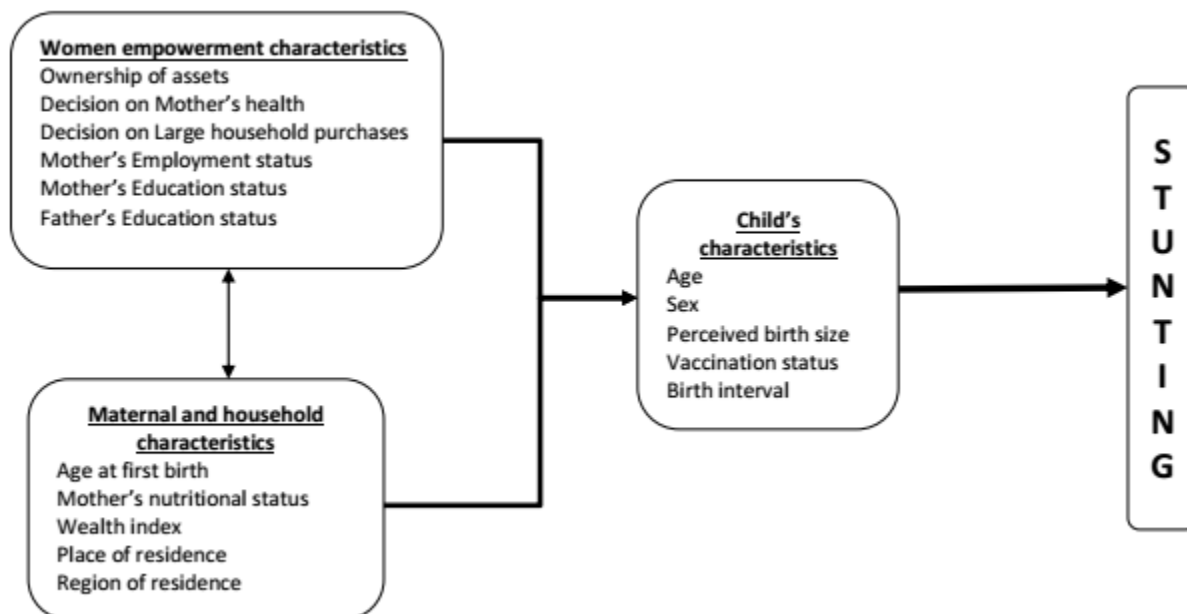 Women empowerment characteristics
Ownership of assets
Decision on Mother's health
Decision on Large household purchases
Mother's Employment status
Mother's Education status
Father's Education status
Maternal and household
characteristics
Age at first birth
Mother's nutritional status
Wealth index
Place of residence
Region of residence
Child's
characteristics
Age
Sex
Perceived birth size
Vaccination status
Birth interval
S
T
U
N
T
I
N
G